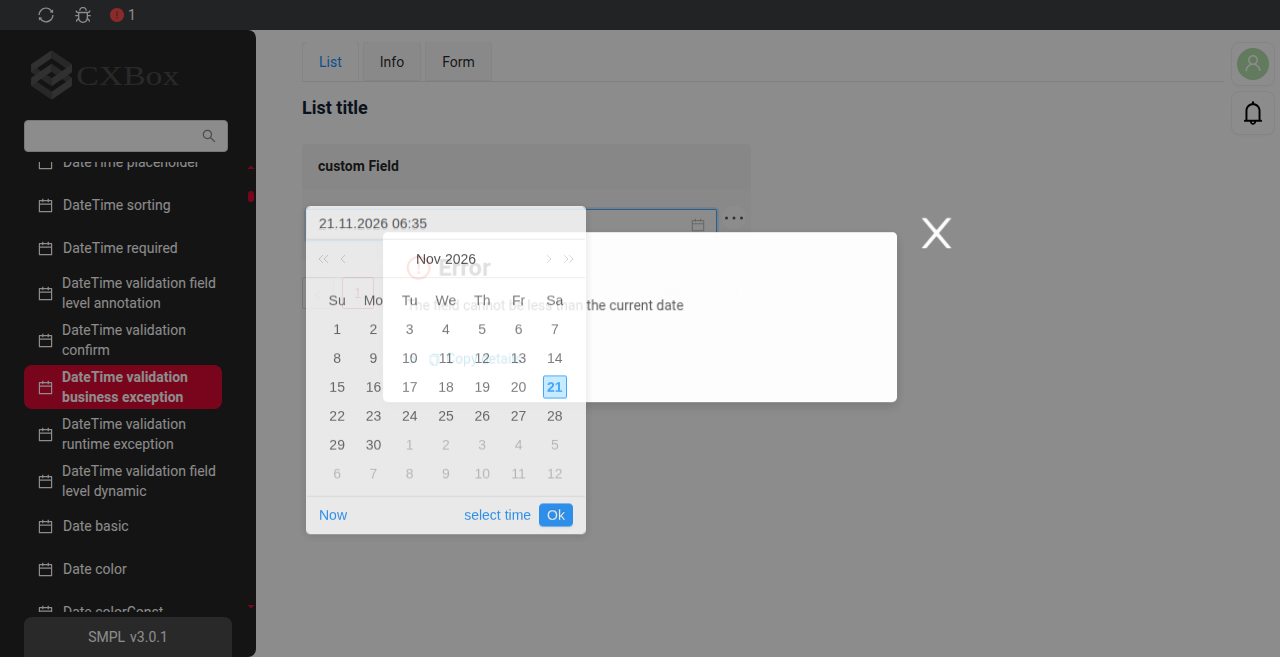 1
CXBox
DateTime placeholder
DateTime sorting
DateTime required
DateTime validation field
level annotation
DateTime validation
confirm
DateTime validation
business exception
DateTime validation
runtime exception
DateTime validation field
level dynamic
Date basic
Date color
Date colorConst
SMPL v3.0.1
List Info Form
List title
custom Field
21.11.2026 06:35
Nov 2026
Error
1
The field cannot be less than the current date
Copy details
Su Mo Tu We Th Fr Sa
1 2 3 4 5 6 7
8 9 10 11 12 13 14
15 16 17 18 19 20 21
22 23 24 25 26 27 28
29 30 1 2 3 4 5
6 7 8 9 10 11 12
Now select time Ok